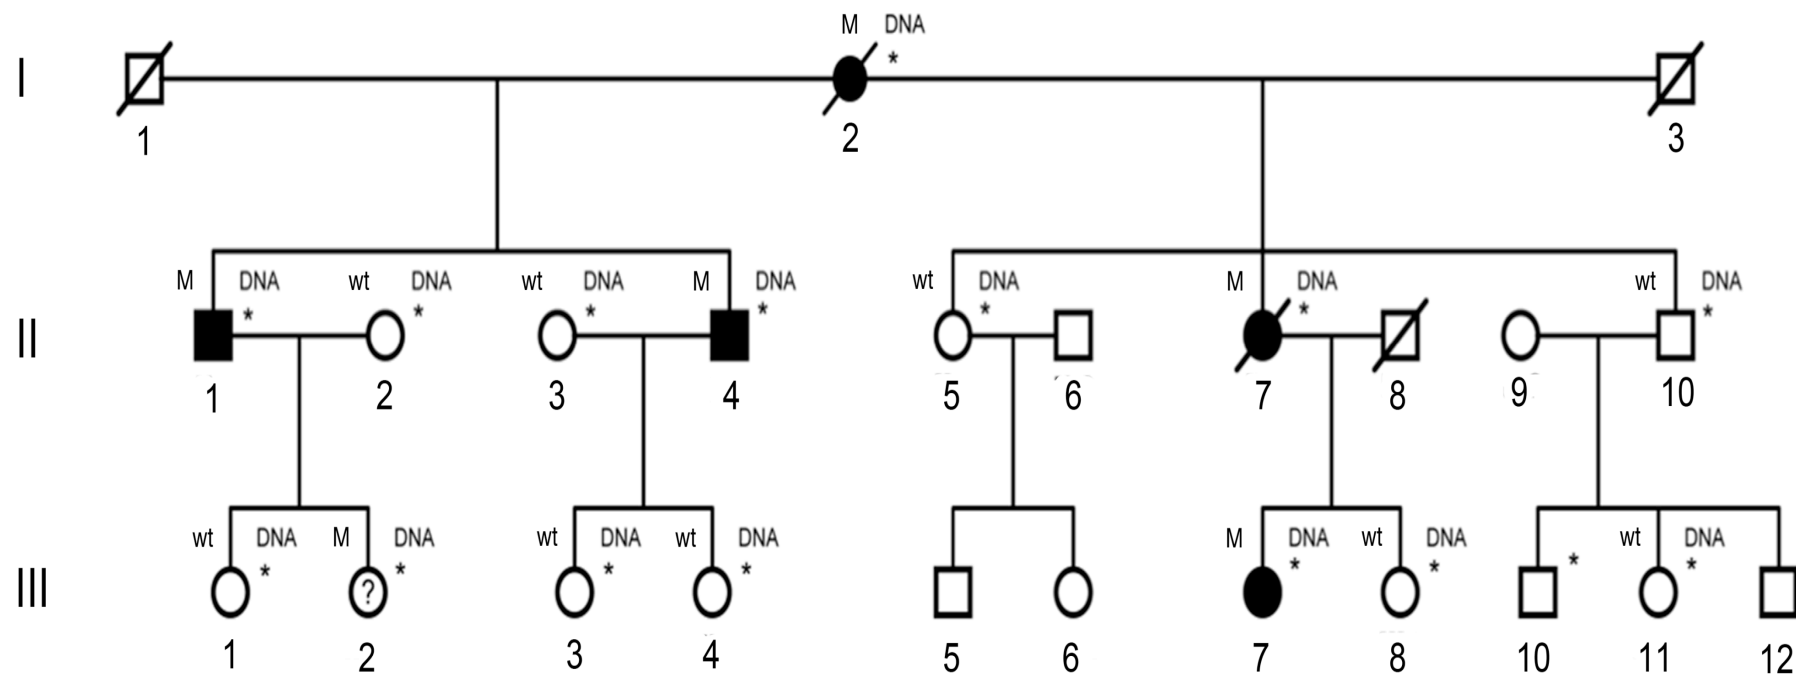 M DNA
I *
1 2 3
M DNA wt DNA wt DNA M DNA wt DNA M DNA wt DNA
* * * * * * *
II
1 2 3 4 5 6 7 8 9 10
wt DNA M DNA wt DNA wt DNA M DNA wt DNA wt DNA
* * * * * * * *
III ?
1 2 3 4 5 6 7 8 10 11 12